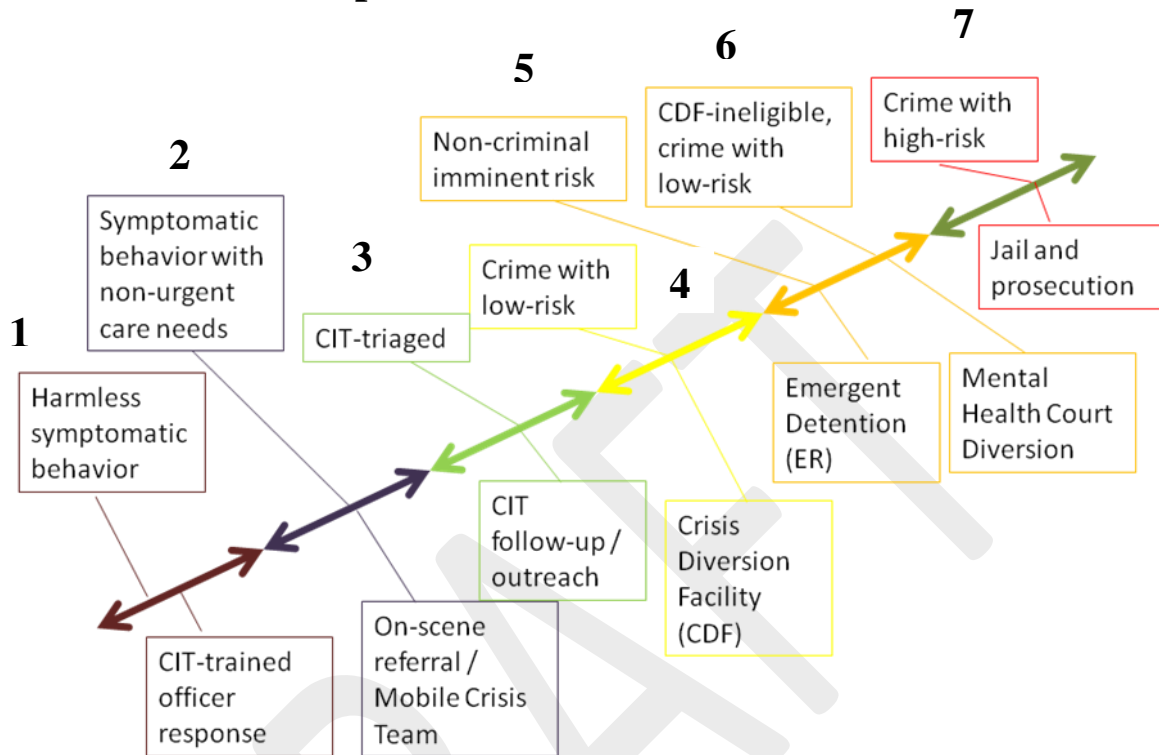 7
6
5
Crime with
high-risk
CDF-ineligible,
crime with
low-risk
Non-criminal
imminent risk
2
Symptomatic
behavior with
non-urgent
care needs
3
Crime with
low-risk
4
Jail and
prosecution
1
CIT-triaged
Harmless
symptomatic
behavior
Emergent
Detention
(ER)
Mental
Health Court
Diversion
CIT
follow-up /
outreach
Crisis
Diversion
Facility
(CDF)
On-scene
referral /
Mobile Crisis
Team
CIT-trained
officer
response
DRAFT